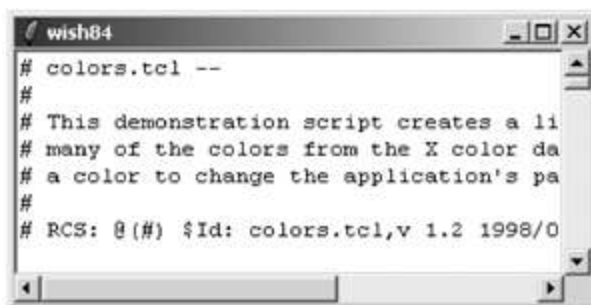 wish84
# colors.tcl --
#
# This demonstration script creates a li
# many of the colors from the X color da
# a color to change the application's pa
#
# RCS: @(#) $Id: colors.tcl,v 1.2 1998/0